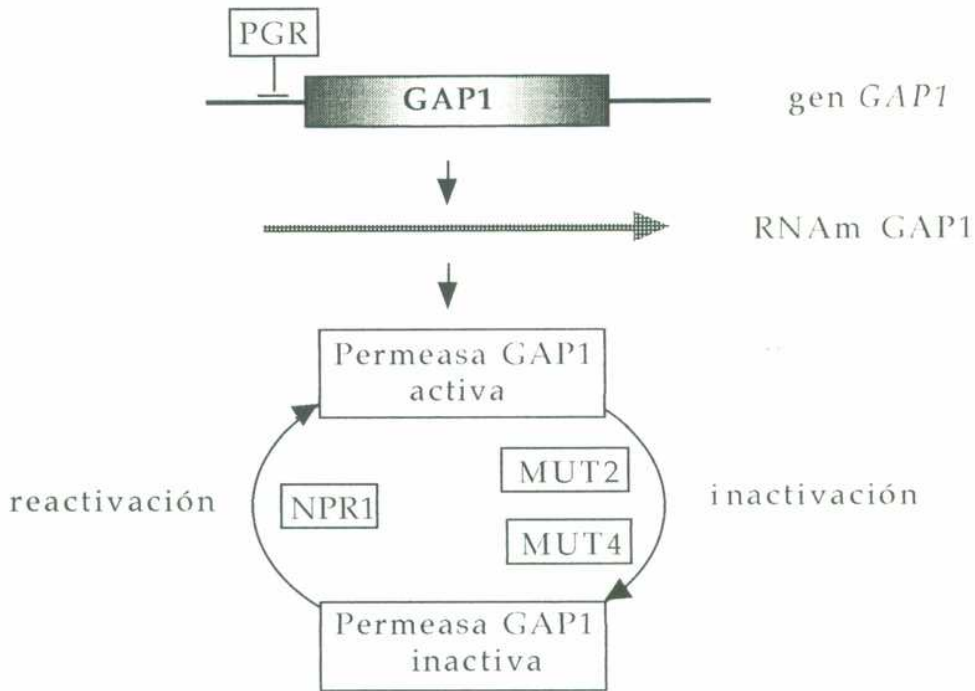 PGR
GAP1
gen GAP1
RNAm GAP1
Permeasa GAP1
activa
reactivación
NPR1
MUT2
MUT4
inactivación
Permeasa GAP1
inactiva